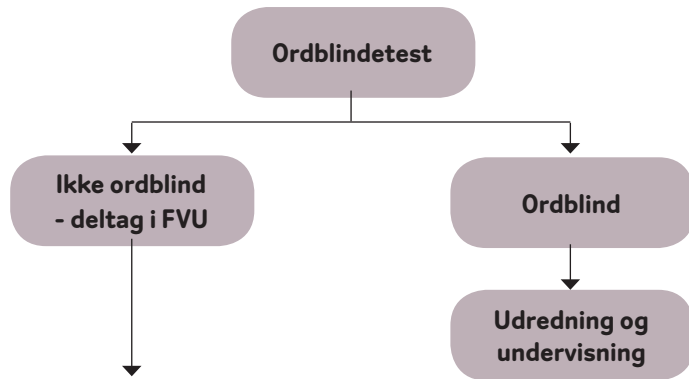 Ordblindetest
Ikke ordblind
- deltag i FVU
Ordblind
Udredning og
undervisning